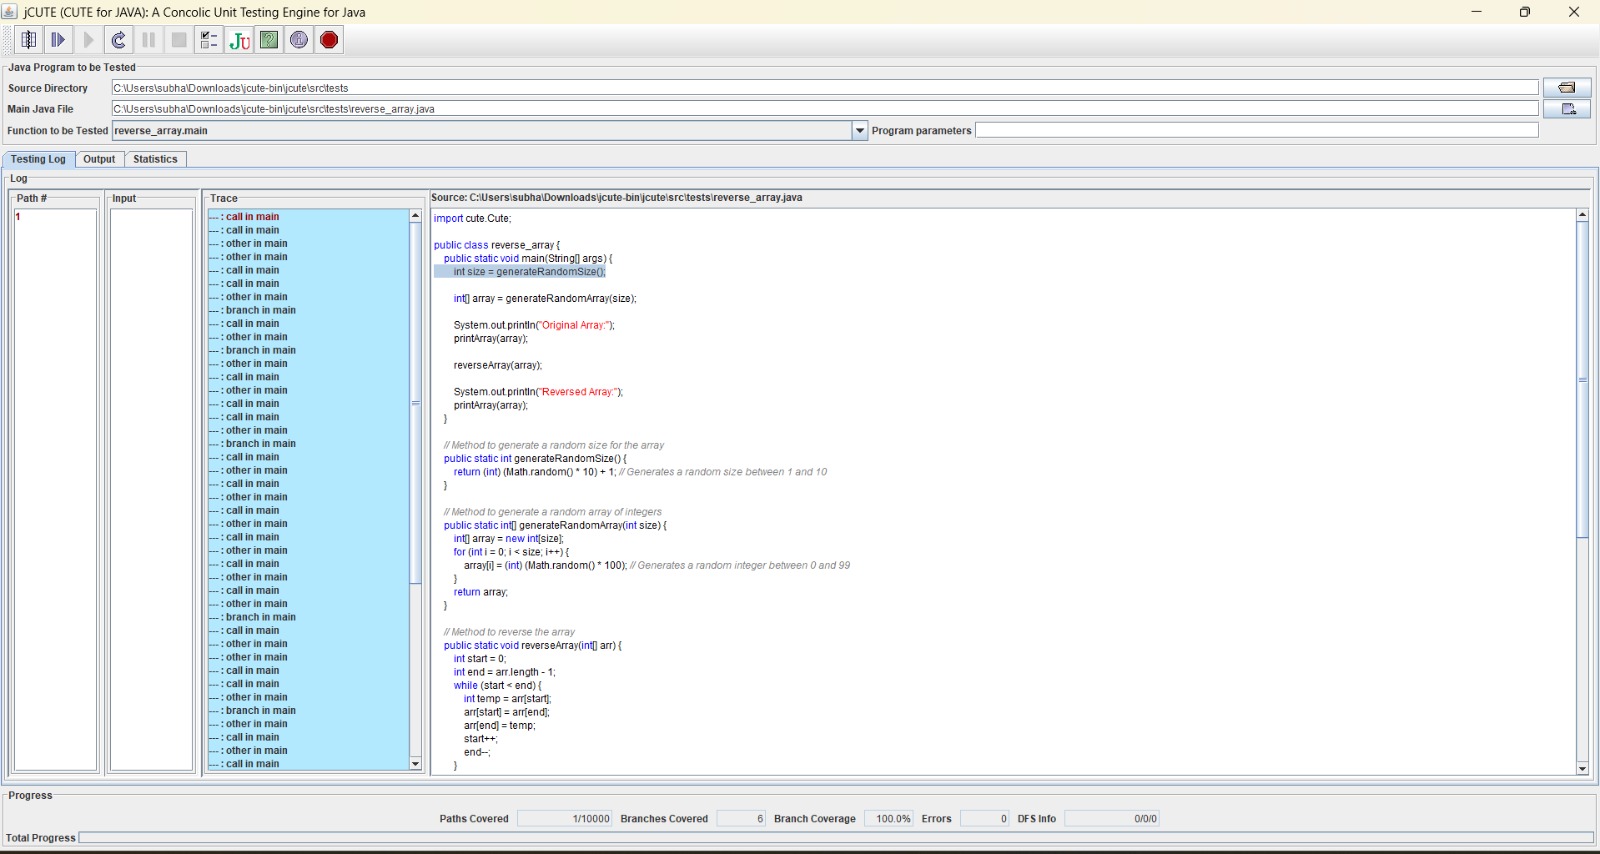 jCUTE (CUTE for JAVA): A Concolic Unit Testing Engine for Java
Java Program to be Tested
Source Directory C:\Users\subha\Downloads\jcute-bin\jcute\src\tests
Main Java File C:\Users\subha\Downloads\jcute-bin\jcute\src\tests\reverse_array.java
Function to be Tested reverse_array.main Program parameters
Testing Log Output Statistics
Log
Path # Input Trace Source: C:\Users\subha\Downloads\jcute-bin\jcute\src\tests\reverse_array.java
1
---: call in main
---: call in main
---: other in main
---: other in main
---: call in main
---: call in main
---: other in main
---: branch in main
---: call in main
---: other in main
---: branch in main
---: other in main
---: call in main
---: other in main
---: call in main
---: call in main
---: other in main
---: branch in main
---: call in main
---: other in main
---: call in main
---: other in main
---: call in main
---: other in main
---: call in main
---: other in main
---: call in main
---: other in main
---: call in main
---: other in main
---: branch in main
---: call in main
---: other in main
---: other in main
---: call in main
---: call in main
---: other in main
---: branch in main
---: other in main
---: call in main
---: other in main
---: call in main
import cute.Cute;
public class reverse_array {
public static void main(String[] args) {
int size = generateRandomSize();
int[] array = generateRandomArray(size);
System.out.println("Original Array:");
printArray(array);
reverseArray(array);
System.out.println("Reversed Array:");
printArray(array);
}
// Method to generate a random size for the array
public static int generateRandomSize() {
return (int) (Math.random() * 10) + 1; // Generates a random size between 1 and 10
}
// Method to generate a random array of integers
public static int[] generateRandomArray(int size) {
int[] array = new int[size];
for (int i = 0; i < size; i++) {
array[i] = (int) (Math.random() * 100); // Generates a random integer between 0 and 99
}
return array;
}
// Method to reverse the array
public static void reverseArray(int[] arr) {
int start = 0;
int end = arr.length - 1;
while (start < end) {
int temp = arr[start];
arr[start] = arr[end];
arr[end] = temp;
start++;
end--;
}
Progress
Paths Covered 1/10000 Branches Covered 6 Branch Coverage 100.0% Errors 0 DFS Info 0/0/0
Total Progress